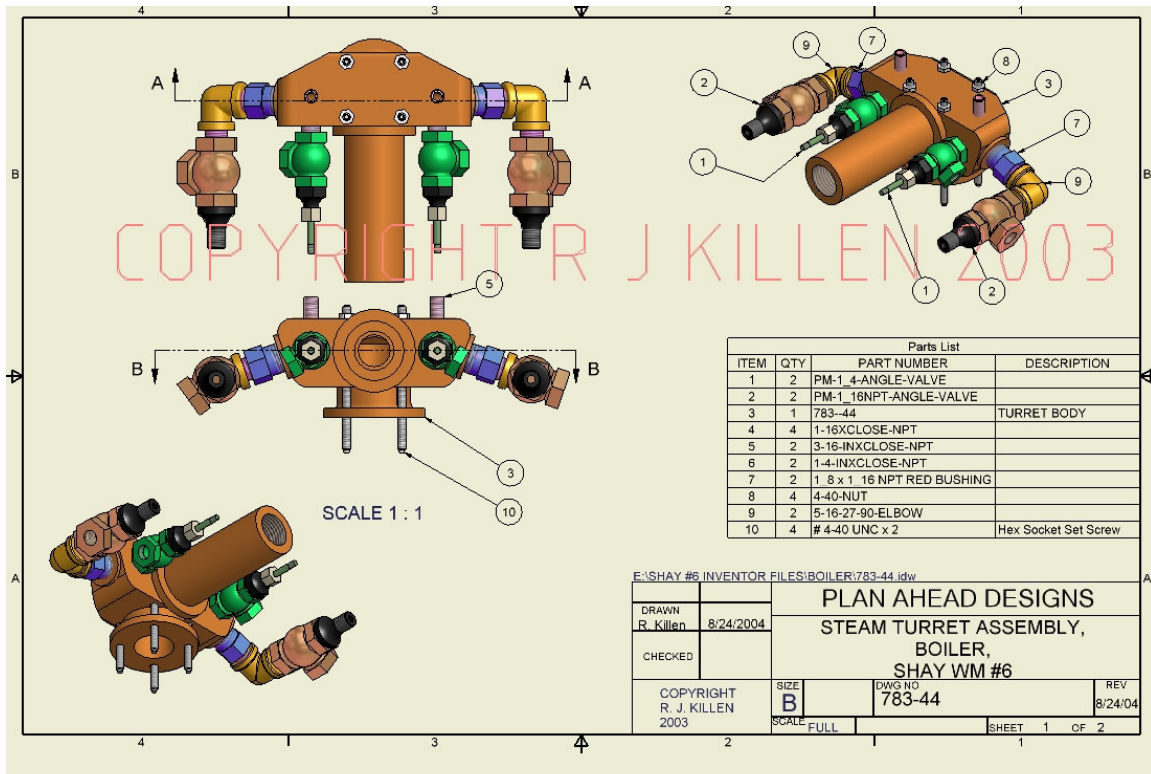 4 3 2 1
A A
B B
COPYRIGHT R J KILLEN 2003
9 7
2 8
3
7
1 9
1 2
5
B B
3
10
SCALE 1 : 1
Parts List
ITEM QTY PART NUMBER DESCRIPTION
1 2 PM-1_4-ANGLE-VALVE
2 2 PM-1_16NPT-ANGLE-VALVE
3 1 783--44 TURRET BODY
4 4 1-16XCLOSE-NPT
5 2 3-16-INXCLOSE-NPT
6 2 1-4-INXCLOSE-NPT
7 2 1_8 x 1_16 NPT RED BUSHING
8 4 4-40-NUT
9 2 5-16-27-90-ELBOW
10 4 # 4-40 UNC x 2 Hex Socket Set Screw
A A
E:\SHAY #6 INVENTOR FILES\BOILER\783-44.idw
DRAWN
R. Killen 8/24/2004
CHECKED
COPYRIGHT
R. J. KILLEN
2003
PLAN AHEAD DESIGNS
STEAM TURRET ASSEMBLY,
BOILER,
SHAY WM #6
SIZE
B
DWG NO
783-44
REV
8/24/04
SCALE FULL
SHEET 1 OF 2
4 3 2 1